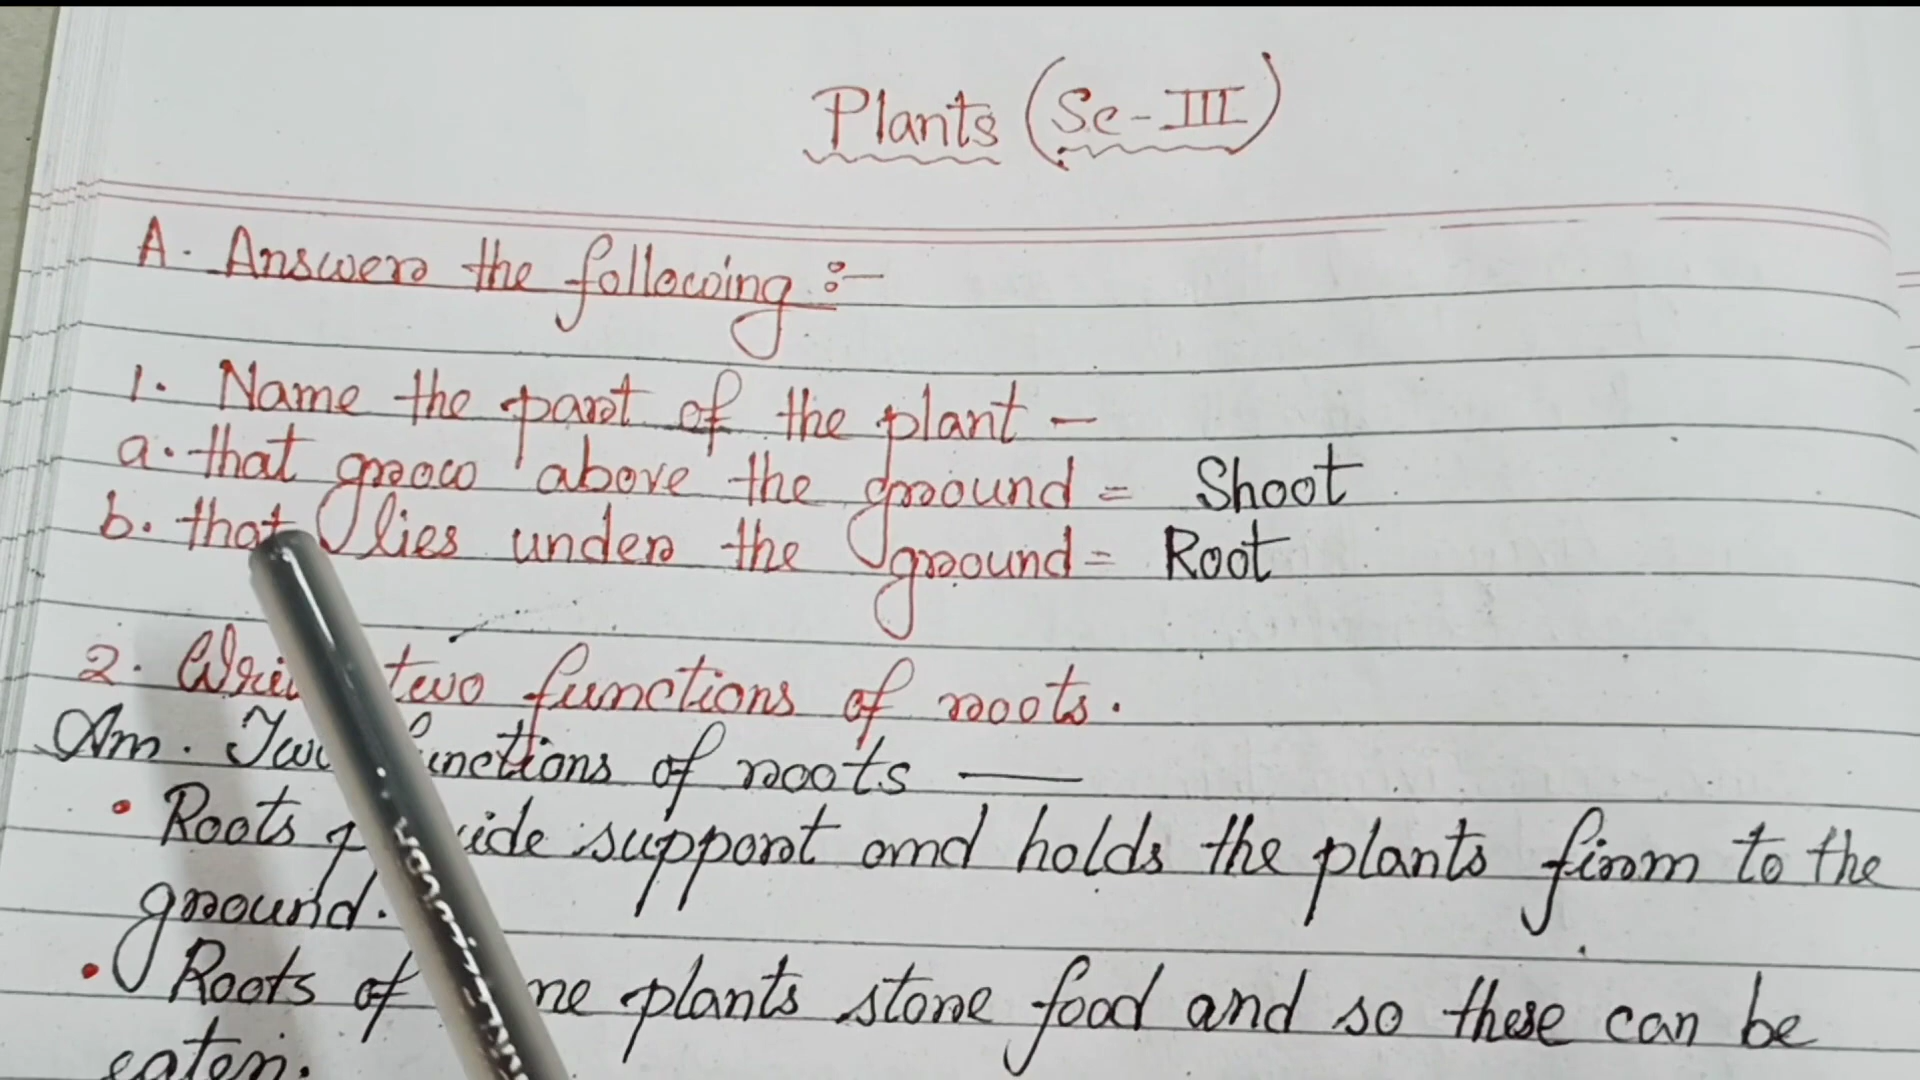 Plants (Sc-III)
A. Answer the following :-
1. Name the part of the plant -
a. that grow above the ground = Shoot
b. that lies under the ground = Root
2. two functions of roots.
Ans. functions of roots —
• Roots support and holds the plants firm to the
ground.
• Roots of plants store food and so these can be
eaten.